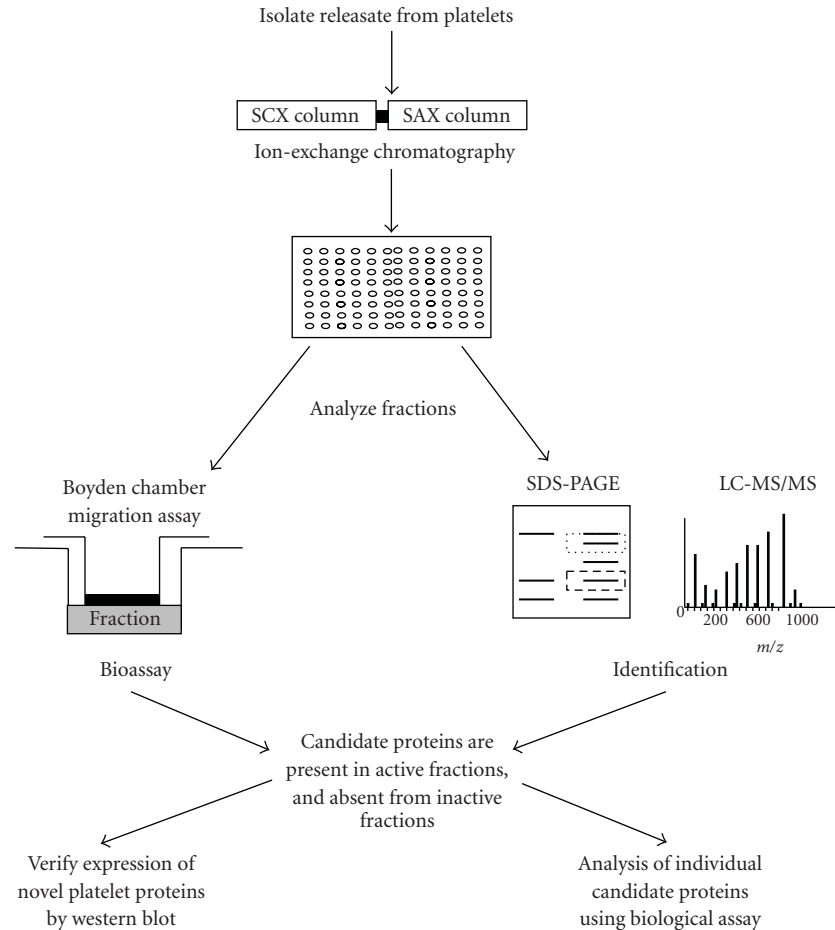 Isolate releasate from platelets
SCX column
SAX column
Ion-exchange chromatography
Analyze fractions
Boyden chamber
migration assay
Fraction
Bioassay
SDS-PAGE
LC-MS/MS
0
200
600
1000
m/z
Identification
Candidate proteins are
present in active fractions,
and absent from inactive
fractions
Verify expression of
novel platelet proteins
by western blot
Analysis of individual
candidate proteins
using biological assay